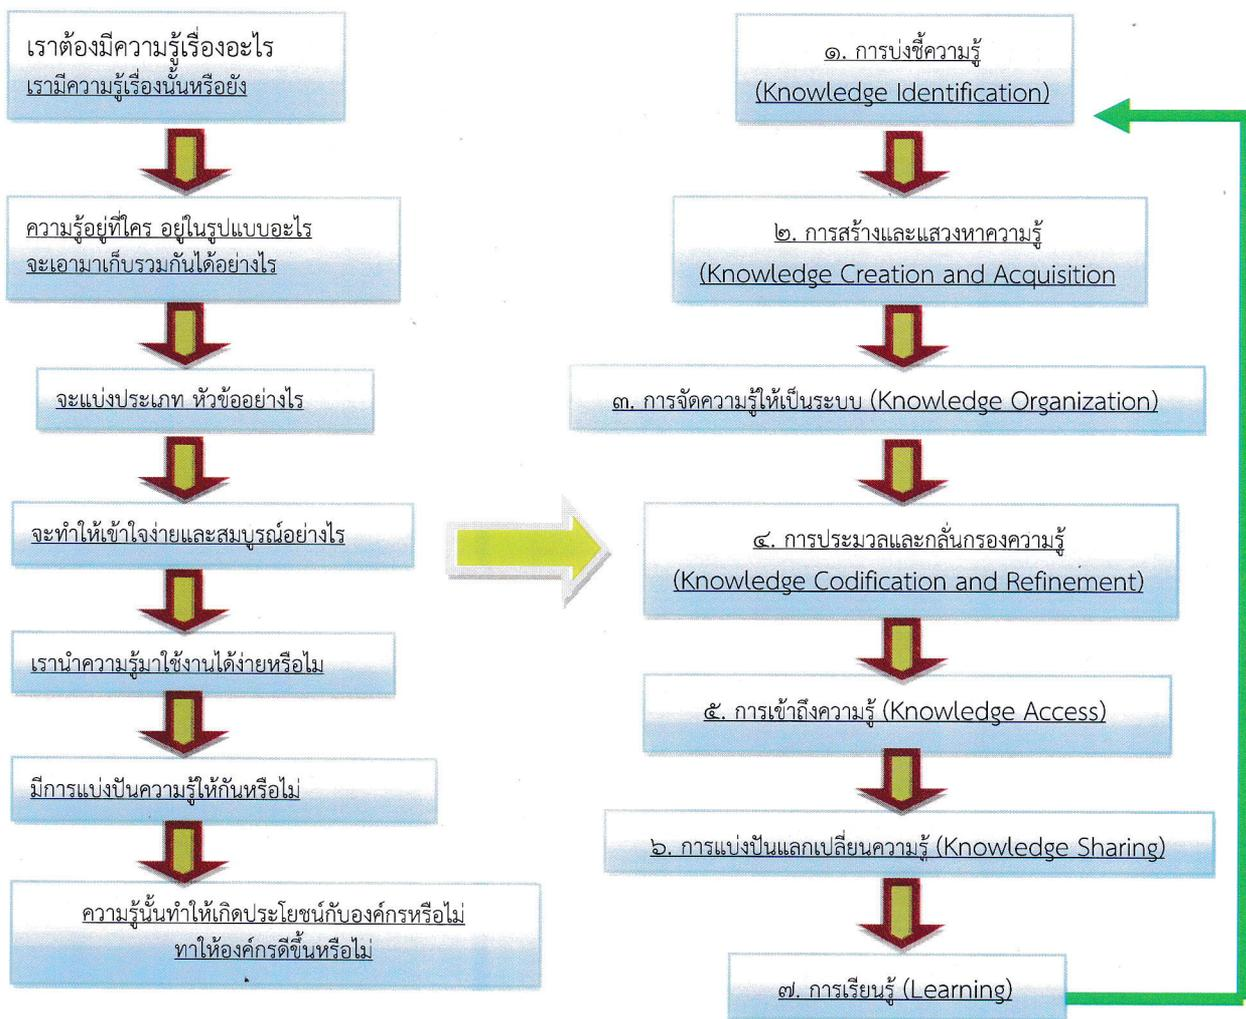 เราต้องมีความรู้เรื่องอะไร
เรามีความรู้เรื่องนั้นหรือยัง
ความรู้อยู่ที่ใคร อยู่ในรูปแบบอะไร
จะเอามาเก็บรวมกันได้อย่างไร
จะแบ่งประเภท หัวข้ออย่างไร
จะทำให้เข้าใจง่ายและสมบูรณ์อย่างไร
เรานำความรู้มาใช้งานได้ง่ายหรือไม
มีการแบ่งปันความรู้ให้กันหรือไม่
ความรู้นั้นทำให้เกิดประโยชน์กับองค์กรหรือไม่
ทาให้องค์กรดีขึ้นหรือไม่
๑. การบ่งชี้ความรู้
(Knowledge Identification)
๒. การสร้างและแสวงหาความรู้
(Knowledge Creation and Acquisition
๓. การจัดความรู้ให้เป็นระบบ (Knowledge Organization)
๔. การประมวลและกลั่นกรองความรู้
(Knowledge Codification and Refinement)
๕. การเข้าถึงความรู้ (Knowledge Access)
๖. การแบ่งปันแลกเปลี่ยนความรู้ (Knowledge Sharing)
๗. การเรียนรู้ (Learning)